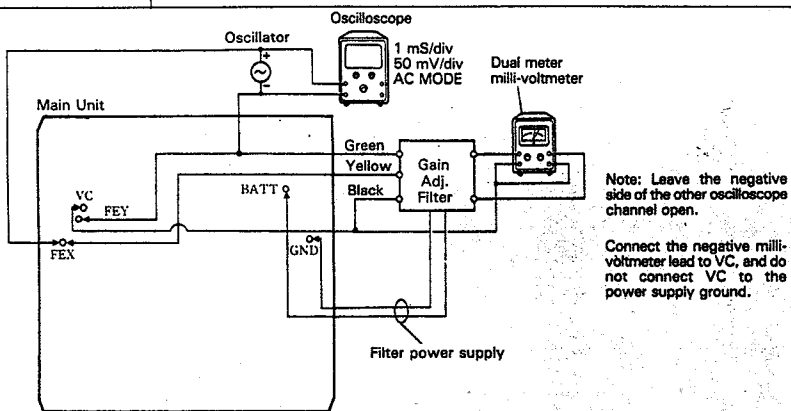 Oscilloscope
Oscillator
+
−
1 mS/div
50 mV/div
AC MODE
Dual meter
milli-voltmeter
Main Unit
Green
Yellow
Black
Gain
Adj.
Filter
BATT
VC
FEY
GND
FEX
Filter power supply
Note: Leave the negative
side of the other oscilloscope
channel open.
Connect the negative milli-
voltmeter lead to VC, and do
not connect VC to the
power supply ground.